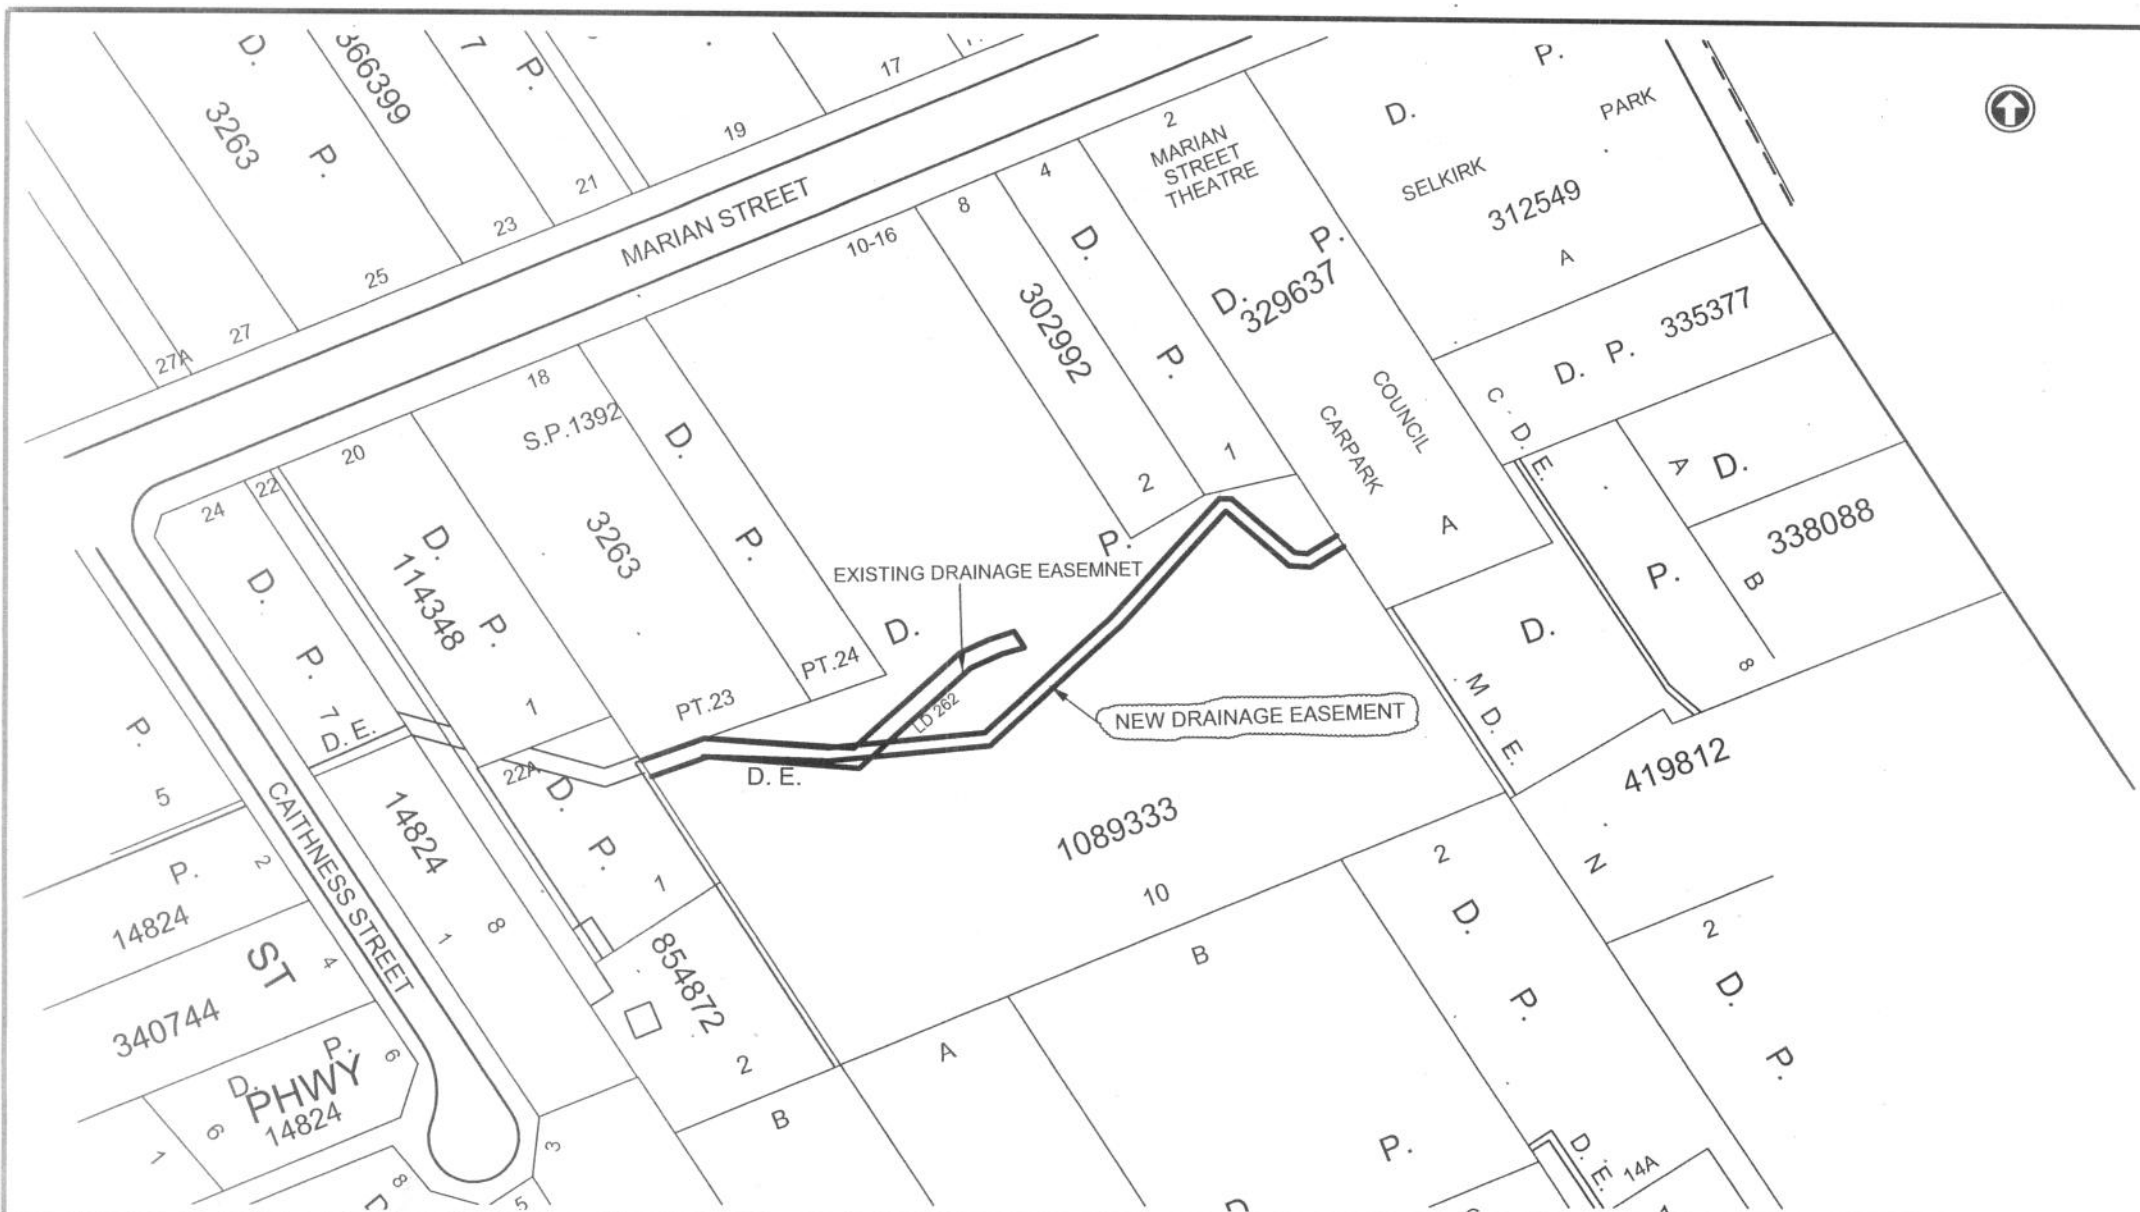 D.
P.
3263
366399
7
P.
17
19
21
23
25
27
27A
MARIAN STREET
2
MARIAN
STREET
THEATRE
4
8
10-16
18
20
22
24
D.
P.
SELKIRK
PARK
312549
A
D. P. 335377
C
D. E.
A
D.
P.
338088
B
8
D. P.
329637
COUNCIL
CARPARK
A
D.
P.
302992
1
2
S.P.1392
3263
D.
P.
PT.23
PT.24
D.
P.
114348
1
D.
P.
7
D. E.
22A
D.
P.
1
EXISTING DRAINAGE EASEMNET
D.
P.
LD 262
D. E.
NEW DRAINAGE EASEMENT
1089333
10
D.
M D. E.
419812
N
2
D.
P.
2
D.
P.
B
A
B
854872
2
14824
8
1
CAITHNESS STREET
P.
5
P.
2
14824
ST
4
340744
D.
P.
6
PHWY
14824
6
1
8
3
5
P.
D. E.
14A